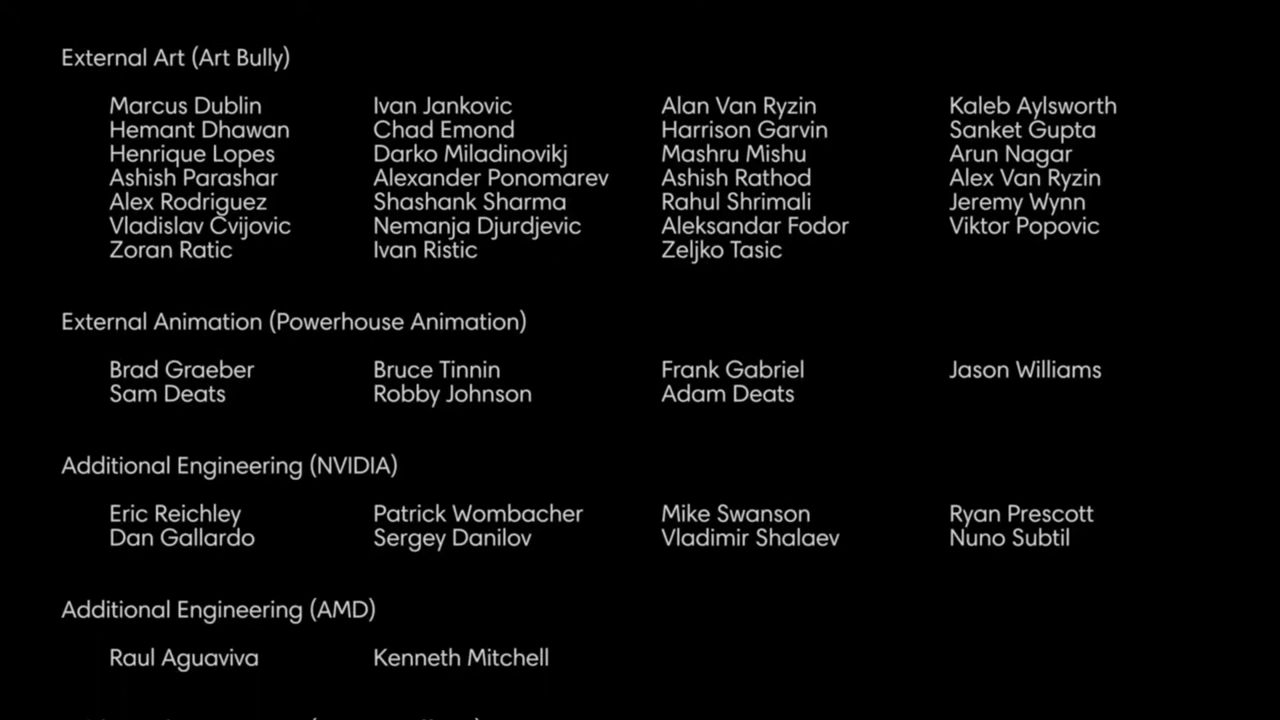 External Art (Art Bully)
Marcus Dublin Ivan Jankovic Alan Van Ryzin Kaleb Aylsworth
Hemant Dhawan Chad Emond Harrison Garvin Sanket Gupta
Henrique Lopes Darko Miladinovikj Mashru Mishu Arun Nagar
Ashish Parashar Alexander Ponomarev Ashish Rathod Alex Van Ryzin
Alex Rodriguez Shashank Sharma Rahul Shrimali Jeremy Wynn
Vladislav Cvijovic Nemanja Djurdjevic Aleksandar Fodor Viktor Popovic
Zoran Ratic Ivan Ristic Zeljko Tasic
External Animation (Powerhouse Animation)
Brad Graeber Bruce Tinnin Frank Gabriel Jason Williams
Sam Deats Robby Johnson Adam Deats
Additional Engineering (NVIDIA)
Eric Reichley Patrick Wombacher Mike Swanson Ryan Prescott
Dan Gallardo Sergey Danilov Vladimir Shalaev Nuno Subtil
Additional Engineering (AMD)
Raul Aguaviva Kenneth Mitchell